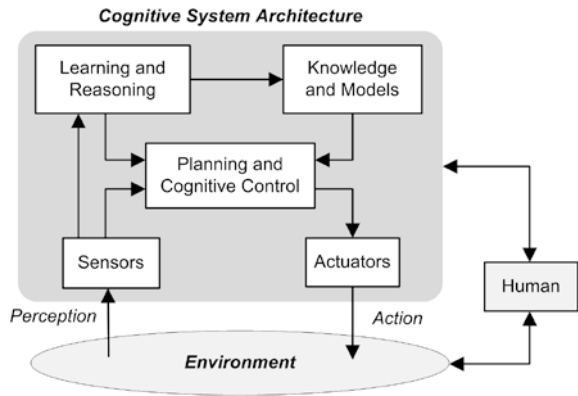 Cognitive System Architecture
Learning and
Reasoning
Knowledge
and Models
Planning and
Cognitive Control
Sensors
Actuators
Human
Perception
Action
Environment